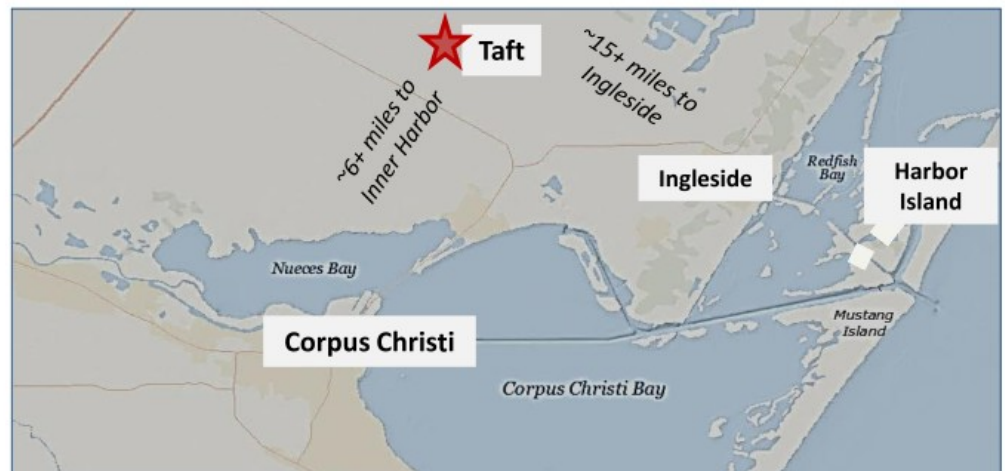 Taft
~15+ miles to
Ingleside
~6+ miles to
Inner Harbor
Ingleside
Redfish
Bay
Harbor
Island
Nueces Bay
Corpus Christi
Mustang
Island
Corpus Christi Bay